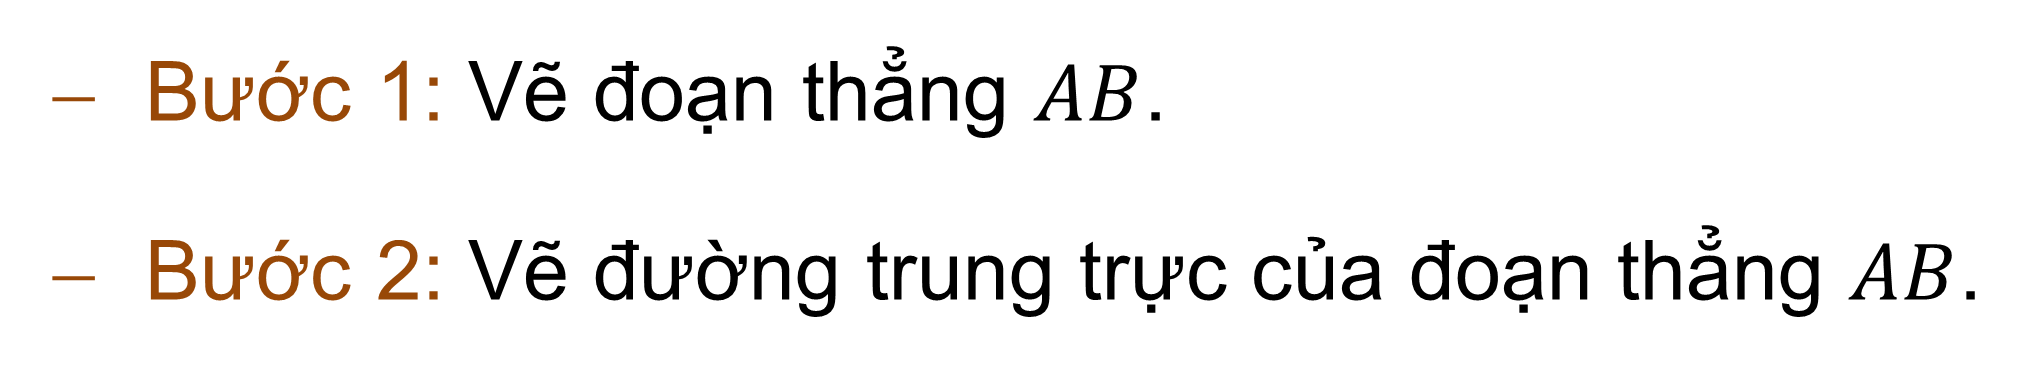 – Bước 1: Vẽ đoạn thẳng AB.
– Bước 2: Vẽ đường trung trực của đoạn thẳng AB.